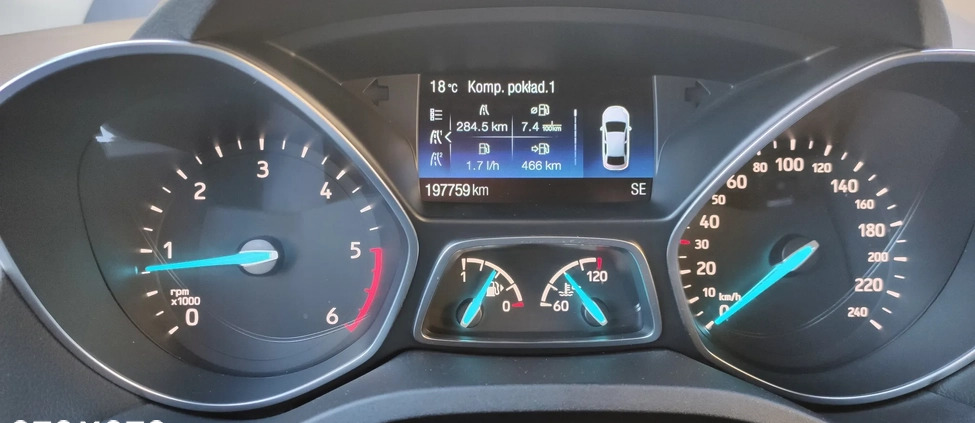 18 °C Komp. pokład.1
284.5 km 7.4 l/100km
1.7 l/h 466 km
197759 km SE
0 1 2 3 4 5 6
rpm
x1000
1 0
60 120
0 10 20 30 40 50 60 80 100 120 140 160 180 200 220 240
km/h